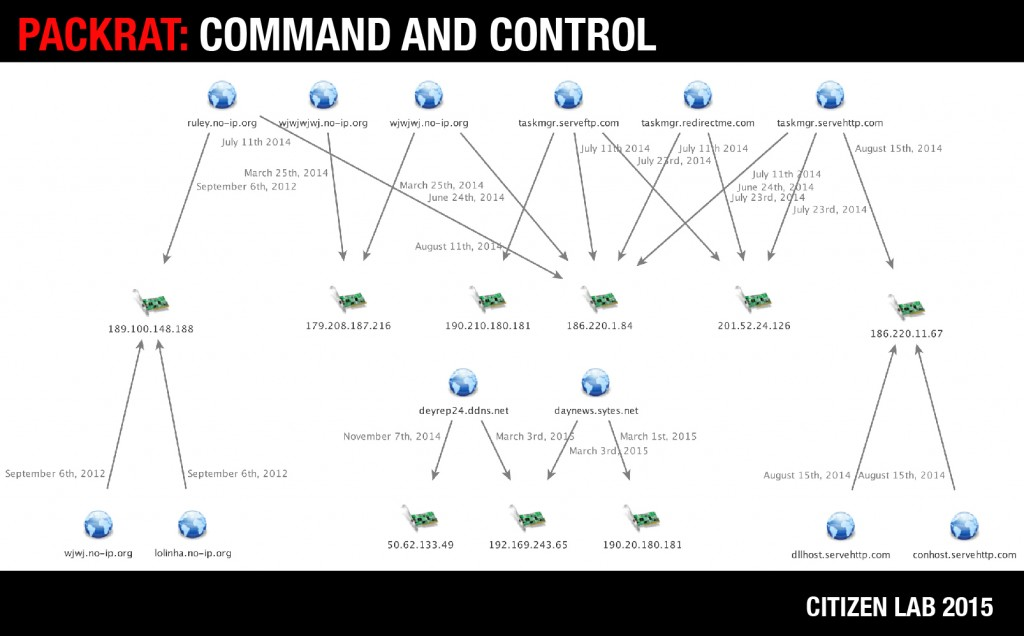 PACKRAT: COMMAND AND CONTROL
ruley.no-ip.org
wjwjwjwj.no-ip.org
wjwjwj.no-ip.org
taskmgr.serveftp.com
taskmgr.redirectme.com
taskmgr.servehttp.com
July 11th 2014
July 11th 2014
July 11th 2014
August 15th, 2014
July 23rd, 2014
March 25th, 2014
July 11th 2014
September 6th, 2012
March 25th, 2014
June 24th, 2014
June 24th, 2014
July 23rd, 2014
July 23rd, 2014
August 11th, 2014
189.100.148.188
179.208.187.216
190.210.180.181
186.220.1.84
201.52.24.126
186.220.11.67
deyrep24.ddns.net
daynews.sytes.net
November 7th, 2014
March 3rd, 2015
March 1st, 2015
March 3rd, 2015
September 6th, 2012
September 6th, 2012
August 15th, 2014
August 15th, 2014
50.62.133.49
192.169.243.65
190.20.180.181
wjwj.no-ip.org
lolinha.no-ip.org
dllhost.servehttp.com
conhost.servehttp.com
CITIZEN LAB 2015